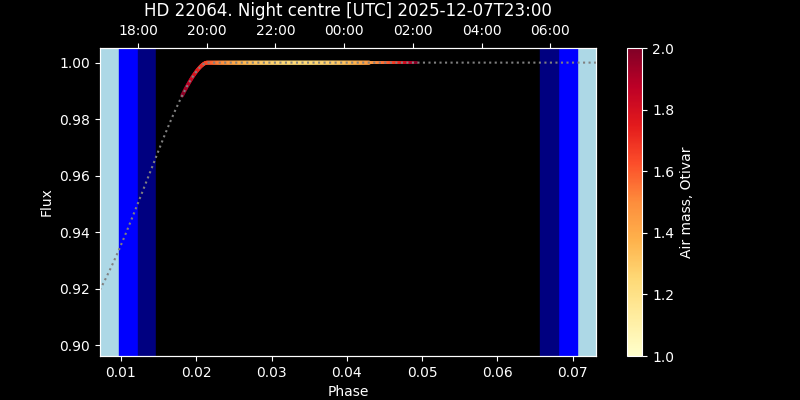 HD 22064. Night centre [UTC] 2025-12-07T23:00
18:00 20:00 22:00 00:00 02:00 04:00 06:00
1.00
0.98
0.96
0.94
0.92
0.90
Flux
0.01 0.02 0.03 0.04 0.05 0.06 0.07
Phase
2.0
1.8
1.6
1.4
1.2
1.0
Air mass, Otivar